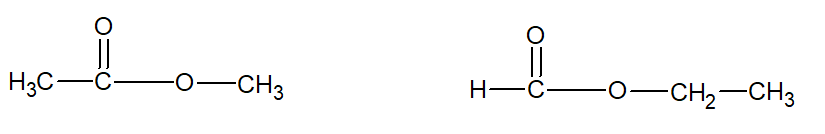 O O
H₃C C O CH₃ H C O CH₂ CH₃